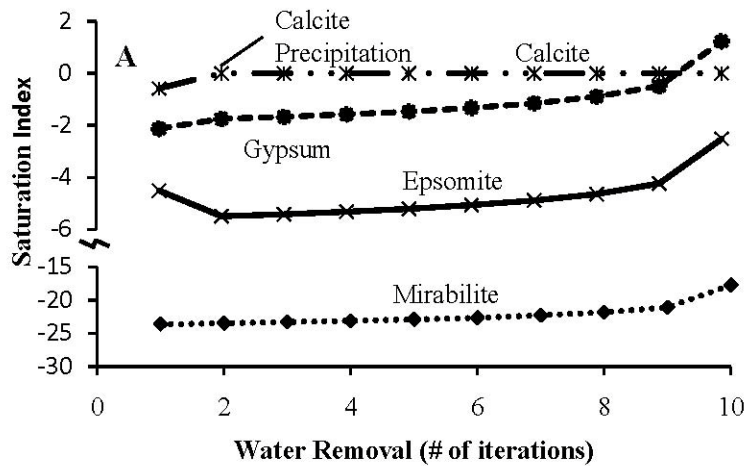 A
Calcite
Precipitation
Calcite
Gypsum
Epsomite
Mirabilite
Saturation Index
2
0
-2
-4
-6
-15
-20
-25
-30
0
2
4
6
8
10
Water Removal (# of iterations)